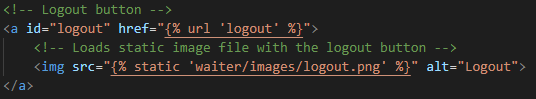 <!-- Logout button -->
<a id="logout" href="{% url 'logout' %}">
    <!-- Loads static image file with the logout button -->
    <img src="{% static 'waiter/images/logout.png' %}" alt="Logout">
</a>